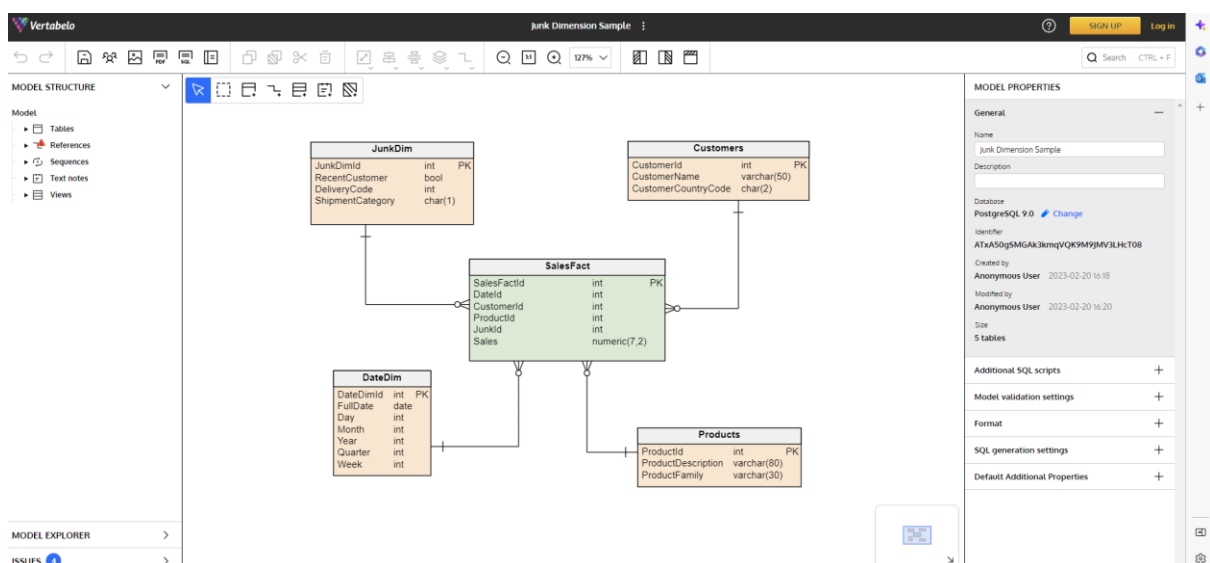 Vertabelo
Junk Dimension Sample
SIGN UP
Log in
PDF
SQL
1:1
127%
Search CTRL + F
MODEL STRUCTURE
Model
Tables
References
Sequences
Text notes
Views
MODEL EXPLORER
ISSUES 4
JunkDim
JunkDimId int PK
RecentCustomer bool
DeliveryCode int
ShipmentCategory char(1)
Customers
CustomerId int PK
CustomerName varchar(50)
CustomerCountryCode char(2)
SalesFact
SalesFactId int PK
DateId int
CustomerId int
ProductId int
JunkId int
Sales numeric(7,2)
DateDim
DateDimId int PK
FullDate date
Day int
Month int
Year int
Quarter int
Week int
Products
ProductId int PK
ProductDescription varchar(80)
ProductFamily varchar(30)
MODEL PROPERTIES
General
Name
Junk Dimension Sample
Description
Database
PostgreSQL 9.0 Change
Identifier
ATxA50gSMGAk3kmqVQK9M9JMV3LHcT08
Created by
Anonymous User 2023-02-20 16:18
Modified by
Anonymous User 2023-02-20 16:20
Size
5 tables
Additional SQL scripts
Model validation settings
Format
SQL generation settings
Default Additional Properties